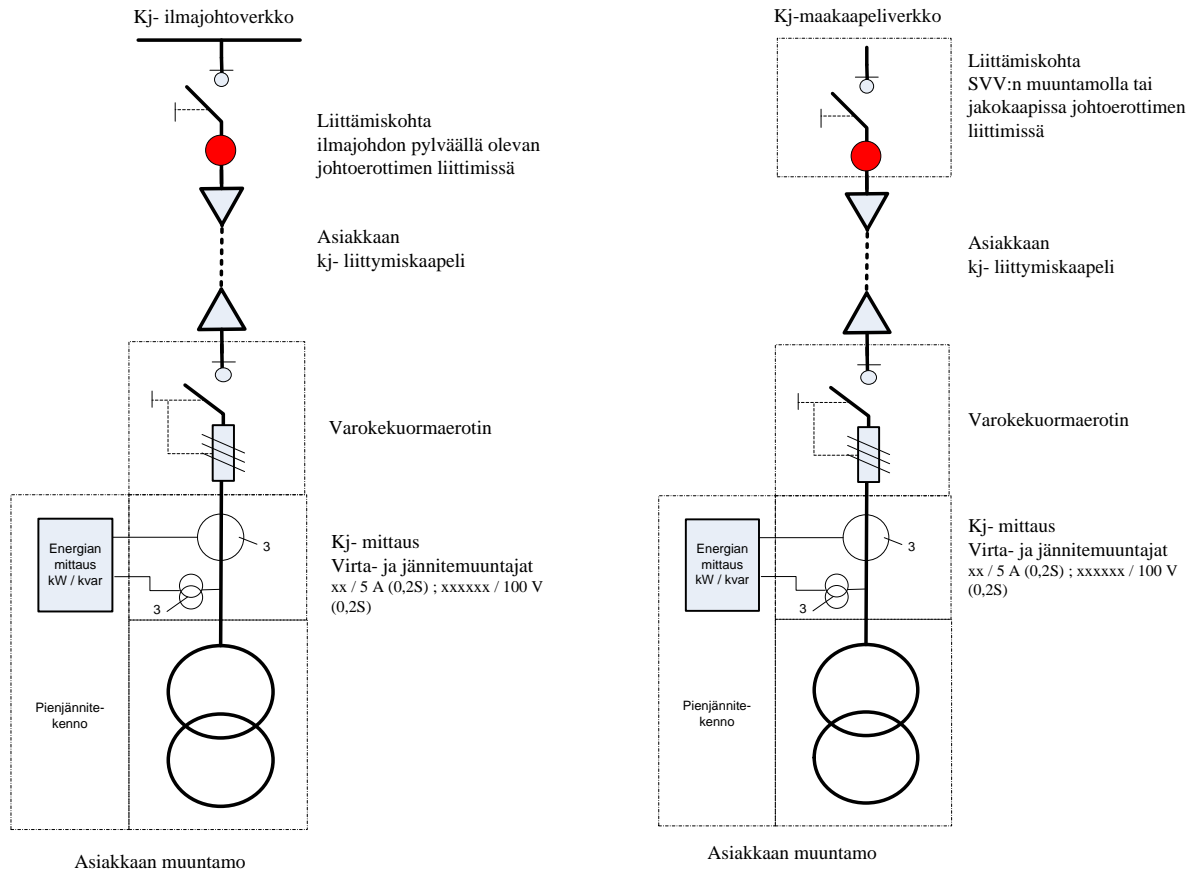 Kj- ilmajohtoverkko
Liittämiskohta
ilmajohdon pylväällä olevan
johtoerottimen liittimissä
Asiakkaan
kj- liittymiskaapeli
Varokekuormaerotin
Energian
mittaus
kW / kvar
3
3
Kj- mittaus
Virta- ja jännitemuuntajat
xx / 5 A (0,2S) ; xxxxxx / 100 V
(0,2S)
Pienjännite-
kenno
Asiakkaan muuntamo
Kj-maakaapeliverkko
Liittämiskohta
SVV:n muuntamolla tai
jakokaapissa johtoerottimen
liittimissä
Asiakkaan
kj- liittymiskaapeli
Varokekuormaerotin
Energian
mittaus
kW / kvar
3
3
Kj- mittaus
Virta- ja jännitemuuntajat
xx / 5 A (0,2S) ; xxxxxx / 100 V
(0,2S)
Pienjännite-
kenno
Asiakkaan muuntamo